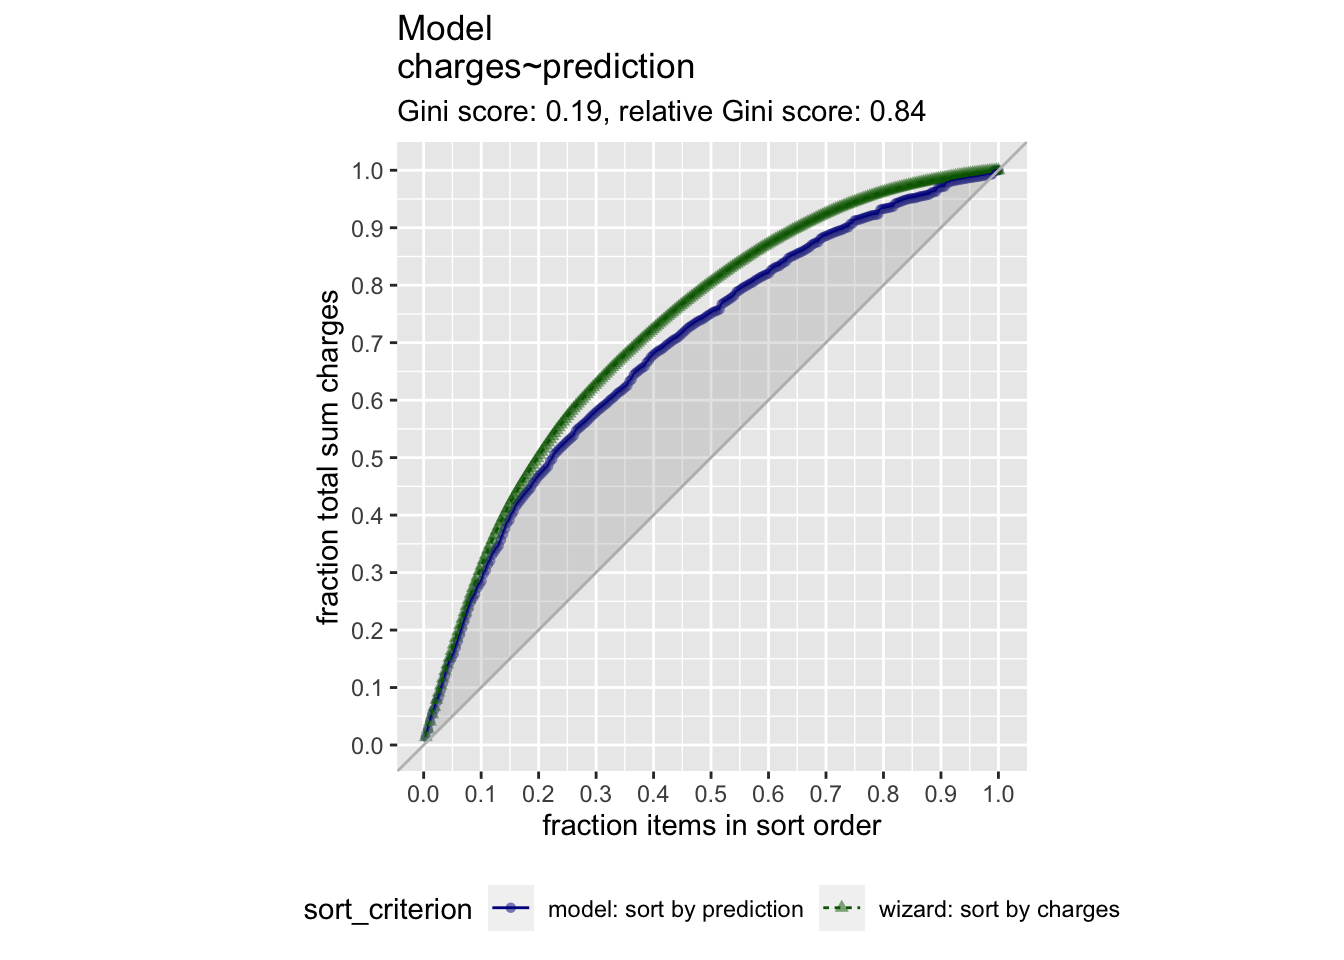 Model
charges~prediction
Gini score: 0.19, relative Gini score: 0.84
fraction total sum charges
1.0
0.9
0.8
0.7
0.6
0.5
0.4
0.3
0.2
0.1
0.0
0.0 0.1 0.2 0.3 0.4 0.5 0.6 0.7 0.8 0.9 1.0
fraction items in sort order
sort_criterion model: sort by prediction wizard: sort by charges